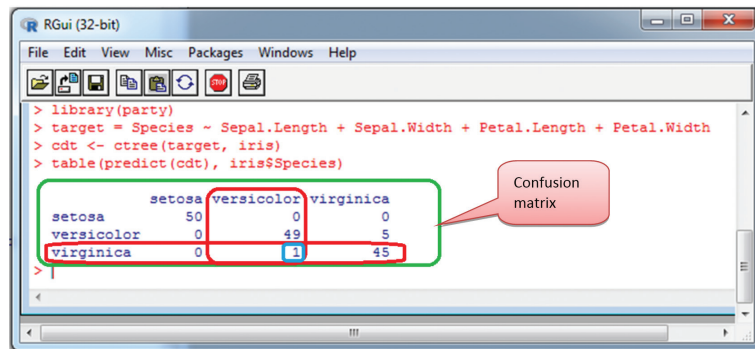 RGui (32-bit)
File Edit View Misc Packages Windows Help
STOP
> library(party)
> target = Species ~ Sepal.Length + Sepal.Width + Petal.Length + Petal.Width
> cdt <- ctree(target, iris)
> table(predict(cdt), iris$Species)
Confusion
matrix
setosa versicolor virginica
setosa 50 0 0
versicolor 0 49 5
virginica 0 1 45
>